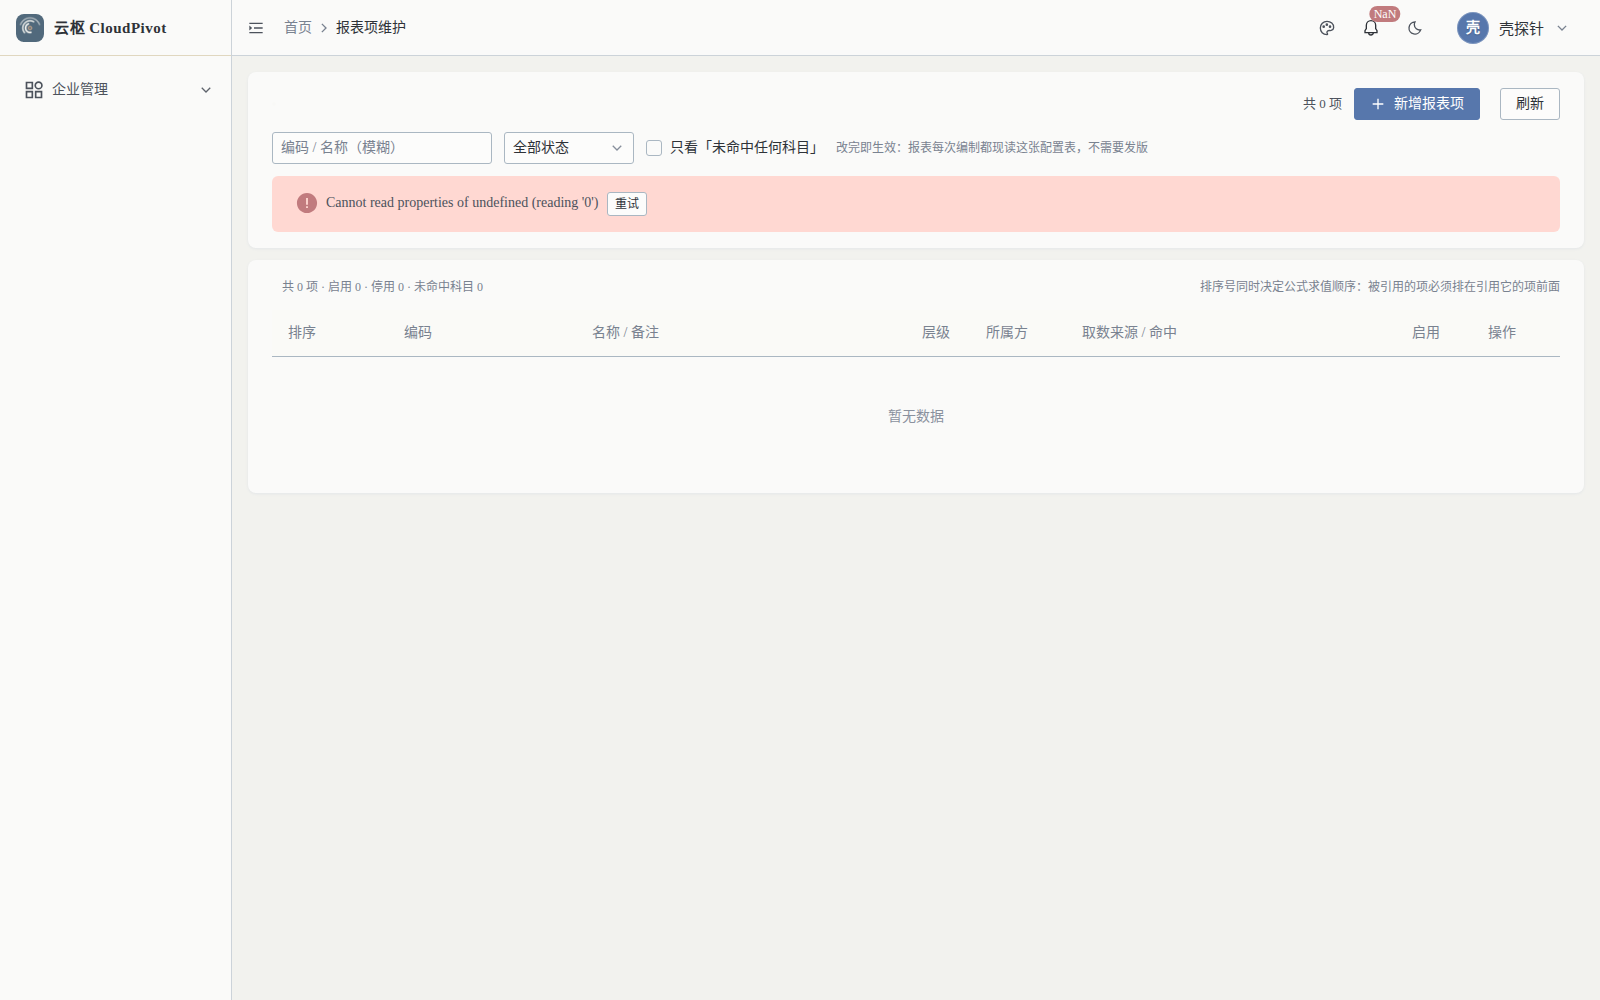 云枢 CloudPivot
首页 > 报表项维护
NaN
壳 壳探针
企业管理
共 0 项 + 新增报表项 刷新
编码 / 名称（模糊） 全部状态 只看「未命中任何科目」 改完即生效：报表每次编制都现读这张配置表，不需要发版
! Cannot read properties of undefined (reading '0') 重试
共 0 项 · 启用 0 · 停用 0 · 未命中科目 0 排序号同时决定公式求值顺序：被引用的项必须排在引用它的项前面
排序 编码 名称 / 备注 层级 所属方 取数来源 / 命中 启用 操作
暂无数据